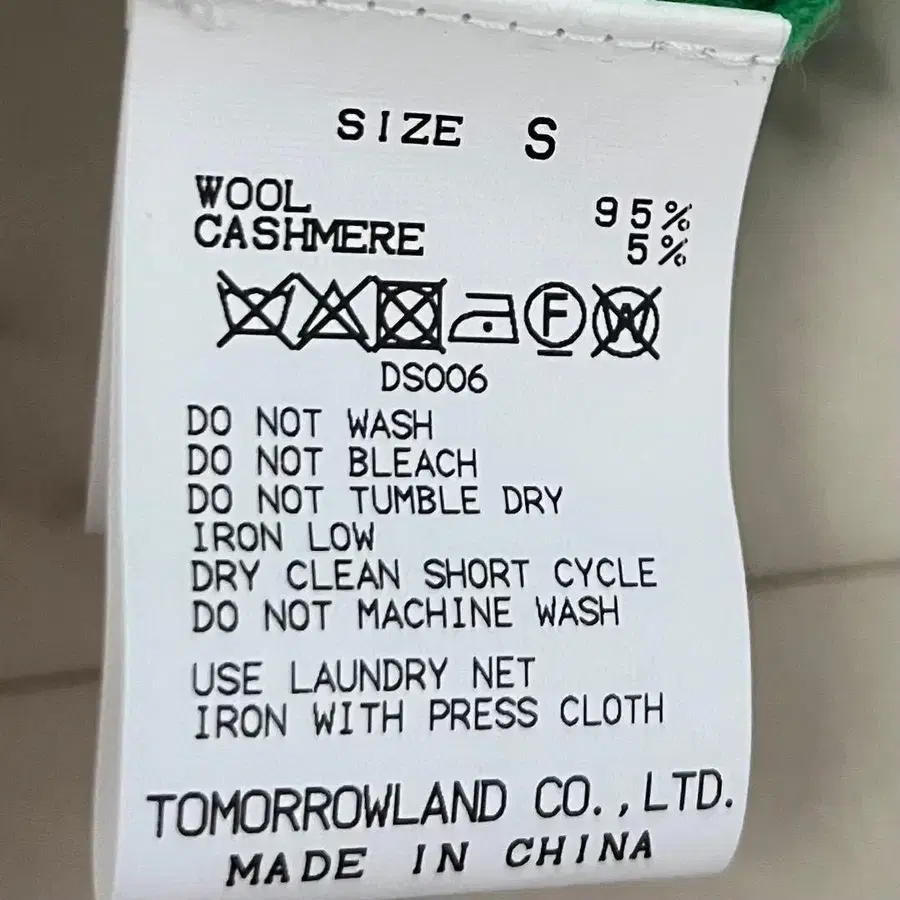 SIZE S
WOOL 95%
CASHMERE 5%
F W
DS006
DO NOT WASH
DO NOT BLEACH
DO NOT TUMBLE DRY
IRON LOW
DRY CLEAN SHORT CYCLE
DO NOT MACHINE WASH
USE LAUNDRY NET
IRON WITH PRESS CLOTH
TOMORROWLAND CO.,LTD.
MADE IN CHINA